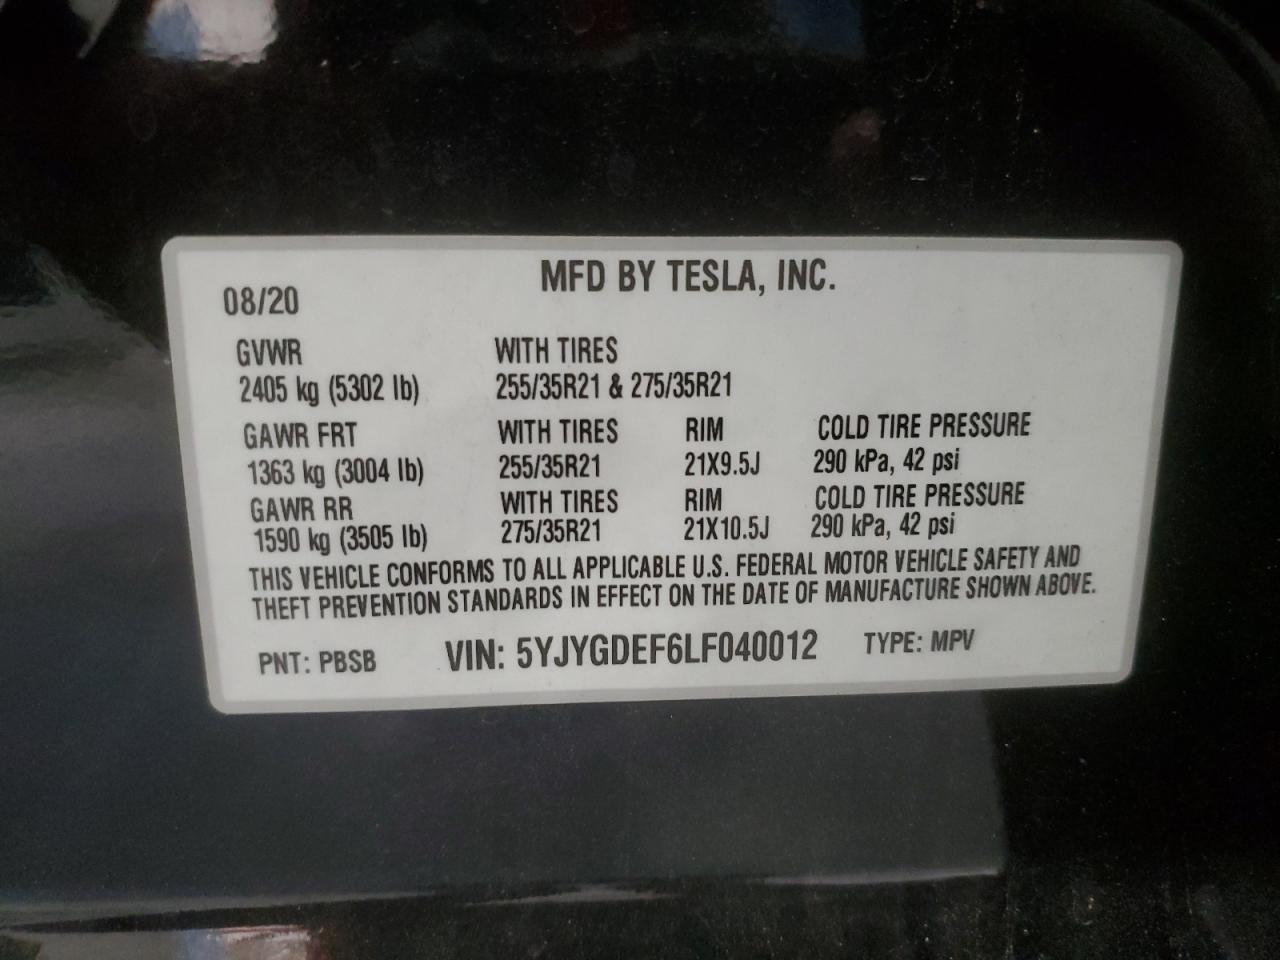 MFD BY TESLA, INC.
08/20
GVWR WITH TIRES
2405 kg (5302 lb) 255/35R21 & 275/35R21
GAWR FRT WITH TIRES RIM COLD TIRE PRESSURE
1363 kg (3004 lb) 255/35R21 21X9.5J 290 kPa, 42 psi
GAWR RR WITH TIRES RIM COLD TIRE PRESSURE
1590 kg (3505 lb) 275/35R21 21X10.5J 290 kPa, 42 psi
THIS VEHICLE CONFORMS TO ALL APPLICABLE U.S. FEDERAL MOTOR VEHICLE SAFETY AND
THEFT PREVENTION STANDARDS IN EFFECT ON THE DATE OF MANUFACTURE SHOWN ABOVE.
PNT: PBSB VIN: 5YJYGDEF6LF040012 TYPE: MPV